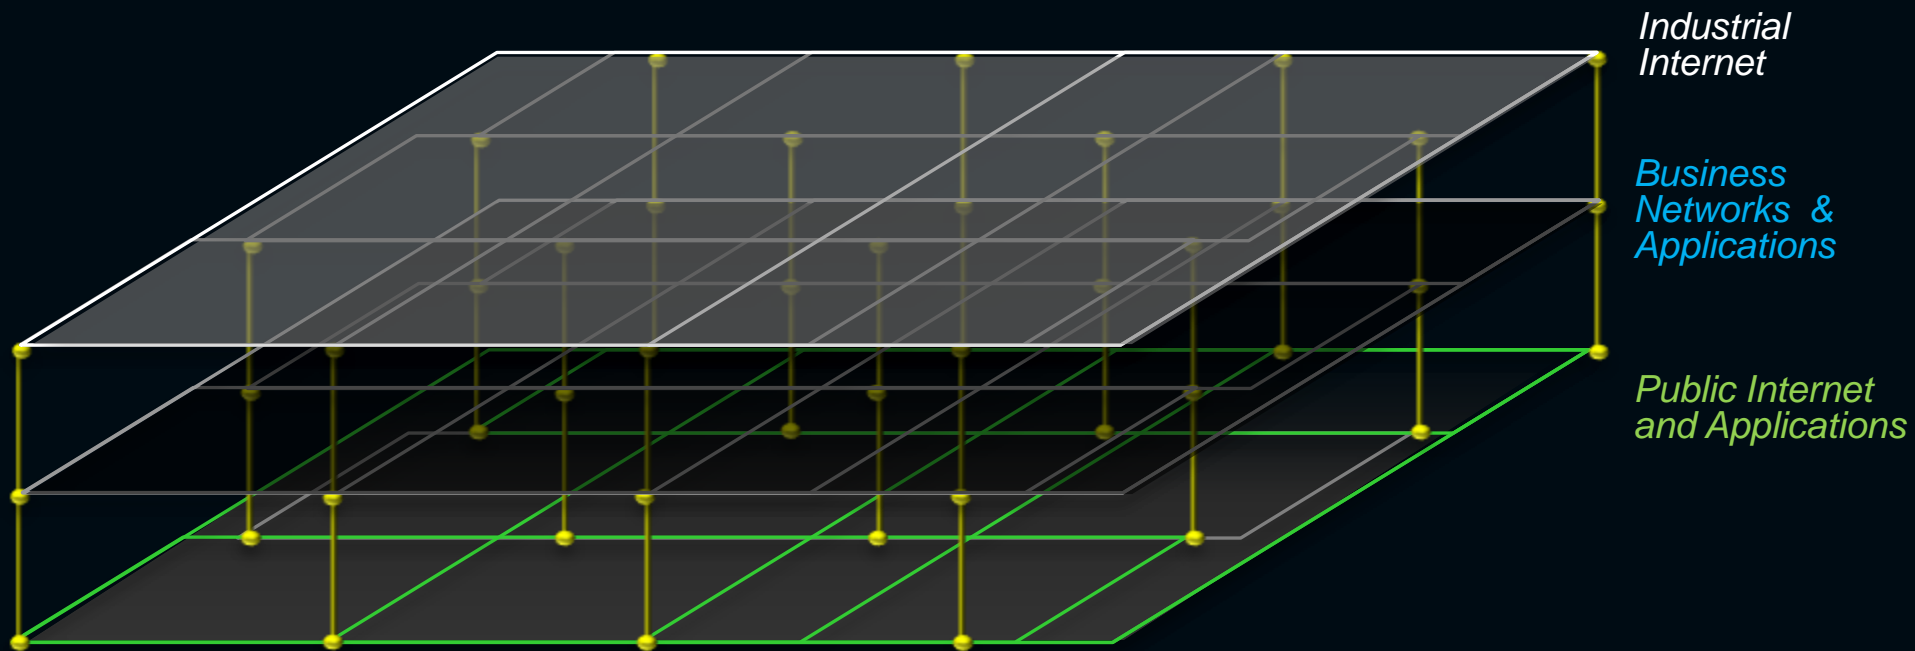 Industrial
Internet
Business
Networks &
Applications
Public Internet
and Applications